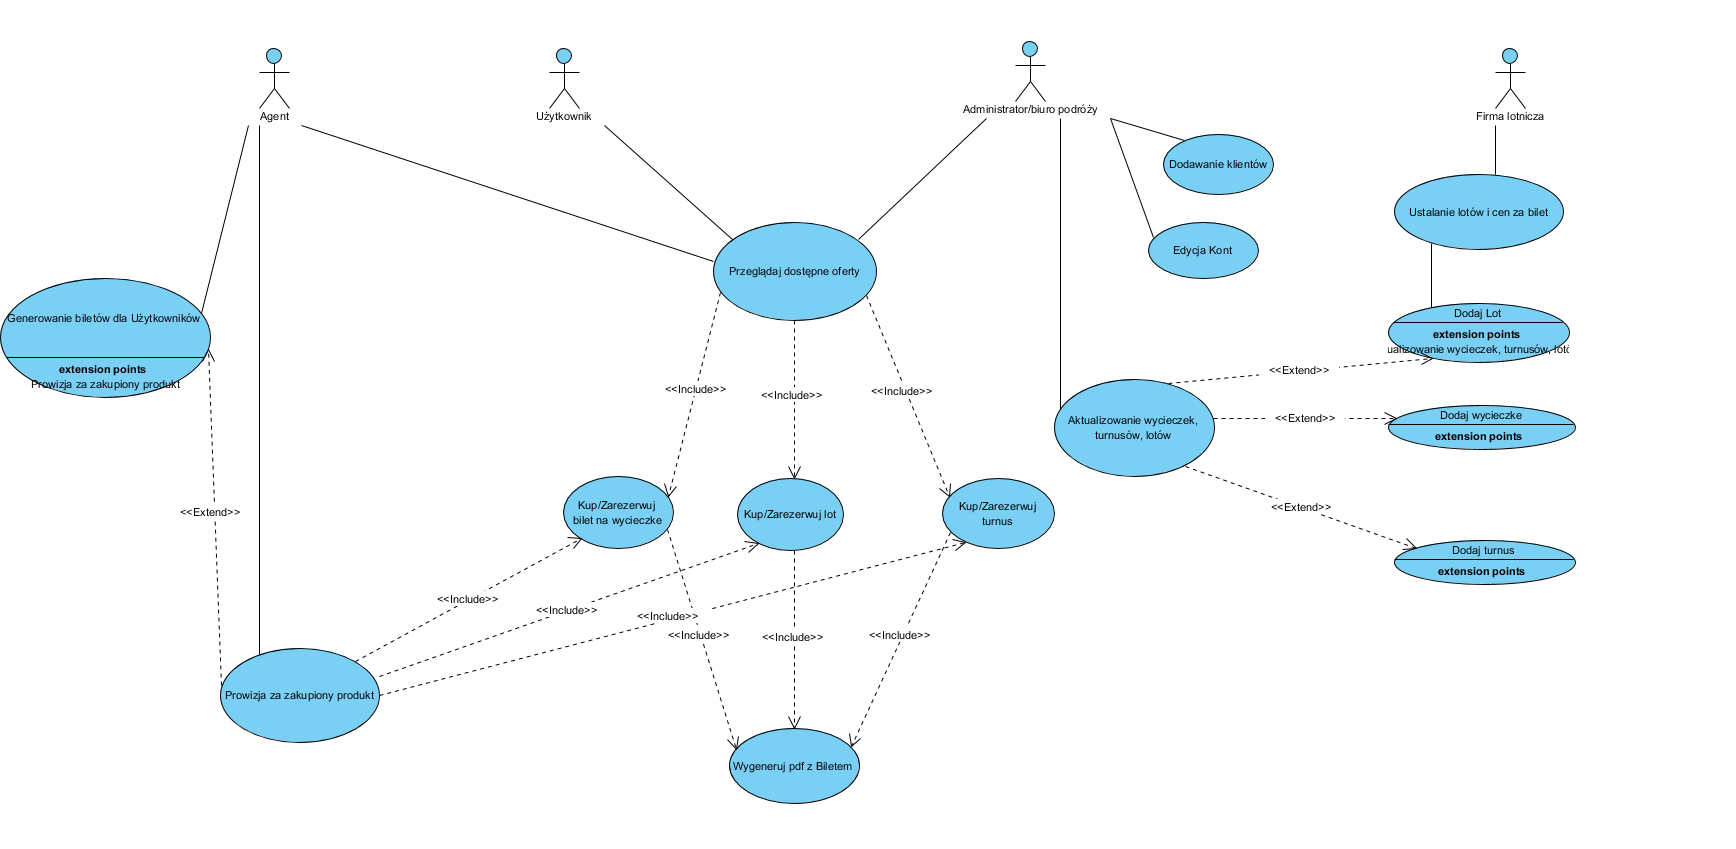 Agent
Użytkownik
Administrator/biuro podróży
Firma lotnicza
Dodawanie klientów
Ustalanie lotów i cen za bilet
Edycja Kont
Przeglądaj dostępne oferty
Generowanie biletów dla Użytkowników
extension points
Prowizja za zakupiony produkt
Dodaj Lot
extension points
ualizowanie wycieczek, turnusów, lotó
<<Extend>>
<<Include>>
<<Include>>
<<Include>>
Aktualizowanie wycieczek,
turnusów, lotów
<<Extend>>
Dodaj wycieczke
extension points
<<Extend>>
Kup/Zarezerwuj
bilet na wycieczke
Kup/Zarezerwuj lot
Kup/Zarezerwuj
turnus
<<Extend>>
Dodaj turnus
extension points
<<Include>>
<<Include>>
<<Include>>
<<Include>>
<<Include>>
<<Include>>
Prowizja za zakupiony produkt
Wygeneruj pdf z Biletem